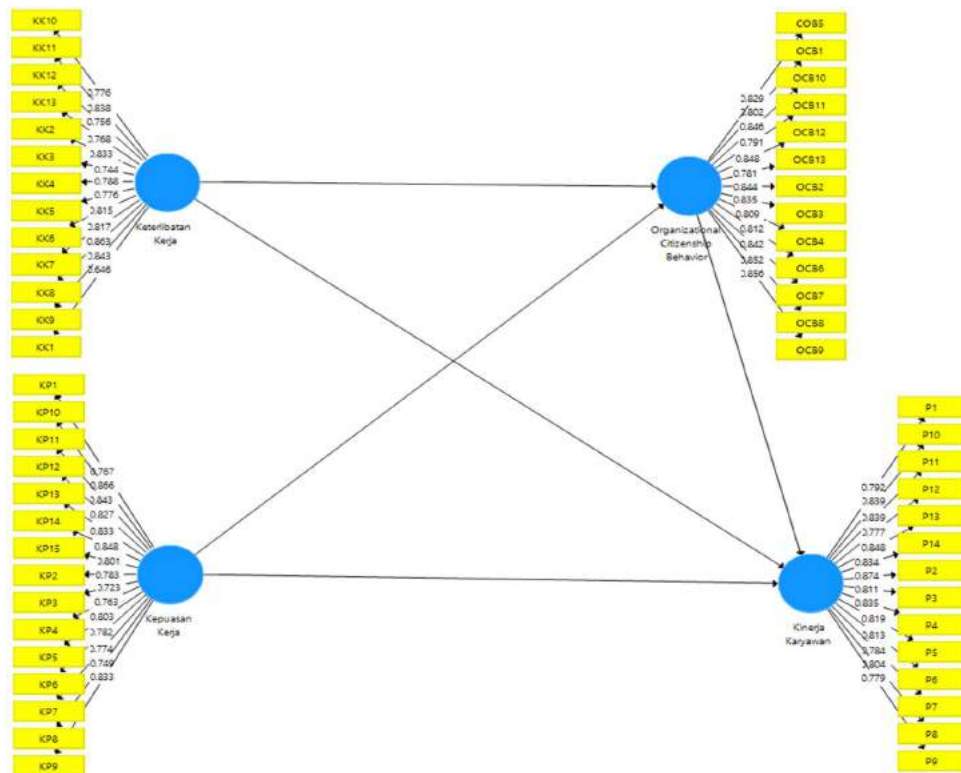 KK10
KK11
KK12
KK13
KK2
KK3
KK4
KK5
KK6
KK7
KK8
KK9
KK1
0.776
0.838
0.756
0.768
0.833
0.744
0.788
0.776
0.815
0.817
0.863
0.843
0.646
Keterlibatan
Kerja
COB5
OCB1
OCB10
OCB11
OCB12
OCB13
OCB2
OCB3
OCB4
OCB6
OCB7
OCB8
OCB9
0.829
0.802
0.846
0.791
0.848
0.781
0.844
0.835
0.809
0.812
0.842
0.852
0.856
Organizational
Citizenship
Behavior
KP1
KP10
KP11
KP12
KP13
KP14
KP15
KP2
KP3
KP4
KP5
KP6
KP7
KP8
KP9
0.767
0.866
0.843
0.827
0.833
0.848
0.801
0.783
0.723
0.763
0.803
0.782
0.774
0.749
0.833
Kepuasan
Kerja
P1
P10
P11
P12
P13
P14
P2
P3
P4
P5
P6
P7
P8
P9
0.792
0.839
0.839
0.777
0.848
0.834
0.874
0.811
0.835
0.819
0.813
0.784
0.804
0.779
Kinerja
Karyawan